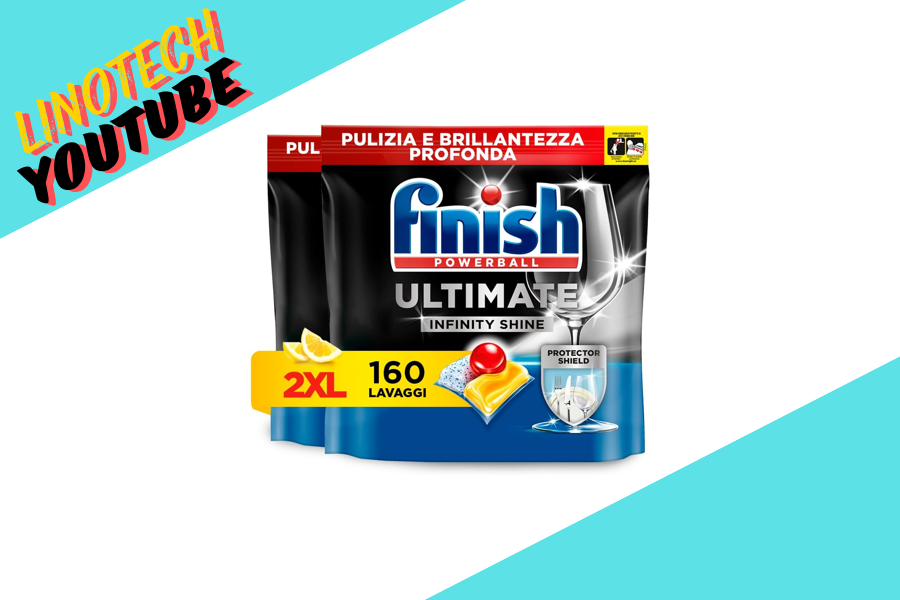 LINOTECH
YOUTUBE
PUL
PULIZIA E BRILLANTEZZA
PROFONDA
finish
POWERBALL
ULTIMATE
INFINITY SHINE
PROTECTOR
SHIELD
2XL
160
LAVAGGI